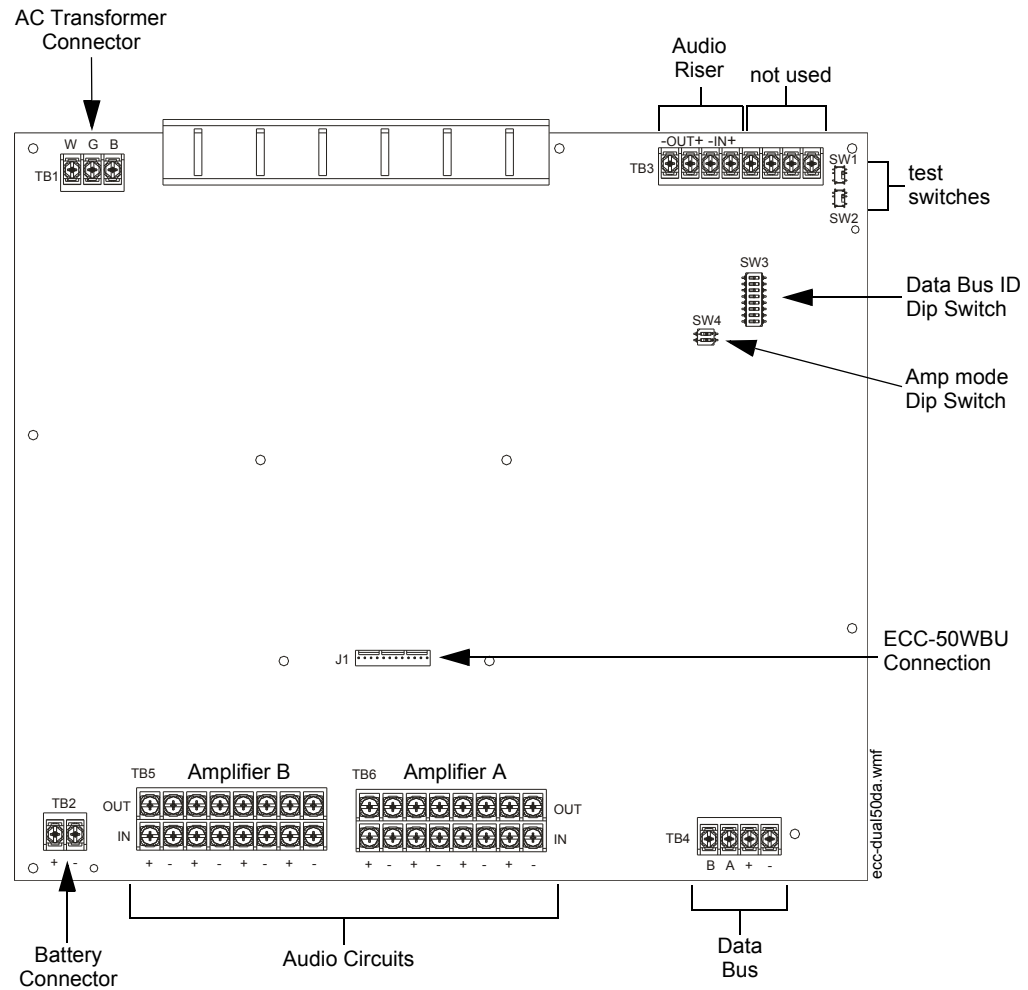 AC Transformer
Connector
Audio
Riser
not used
W G B
TB1
-OUT+ -IN+
TB3
SW1
SW2
test
switches
SW3
Data Bus ID
Dip Switch
SW4
Amp mode
Dip Switch
J1
ECC-50WBU
Connection
TB5 Amplifier B
TB6 Amplifier A
OUT
IN
OUT
IN
+ - + - + - + -
+ - + - + - + -
TB2
+ -
TB4
B A + -
ecc-dual50da.wmf
Battery
Connector
Audio Circuits
Data
Bus